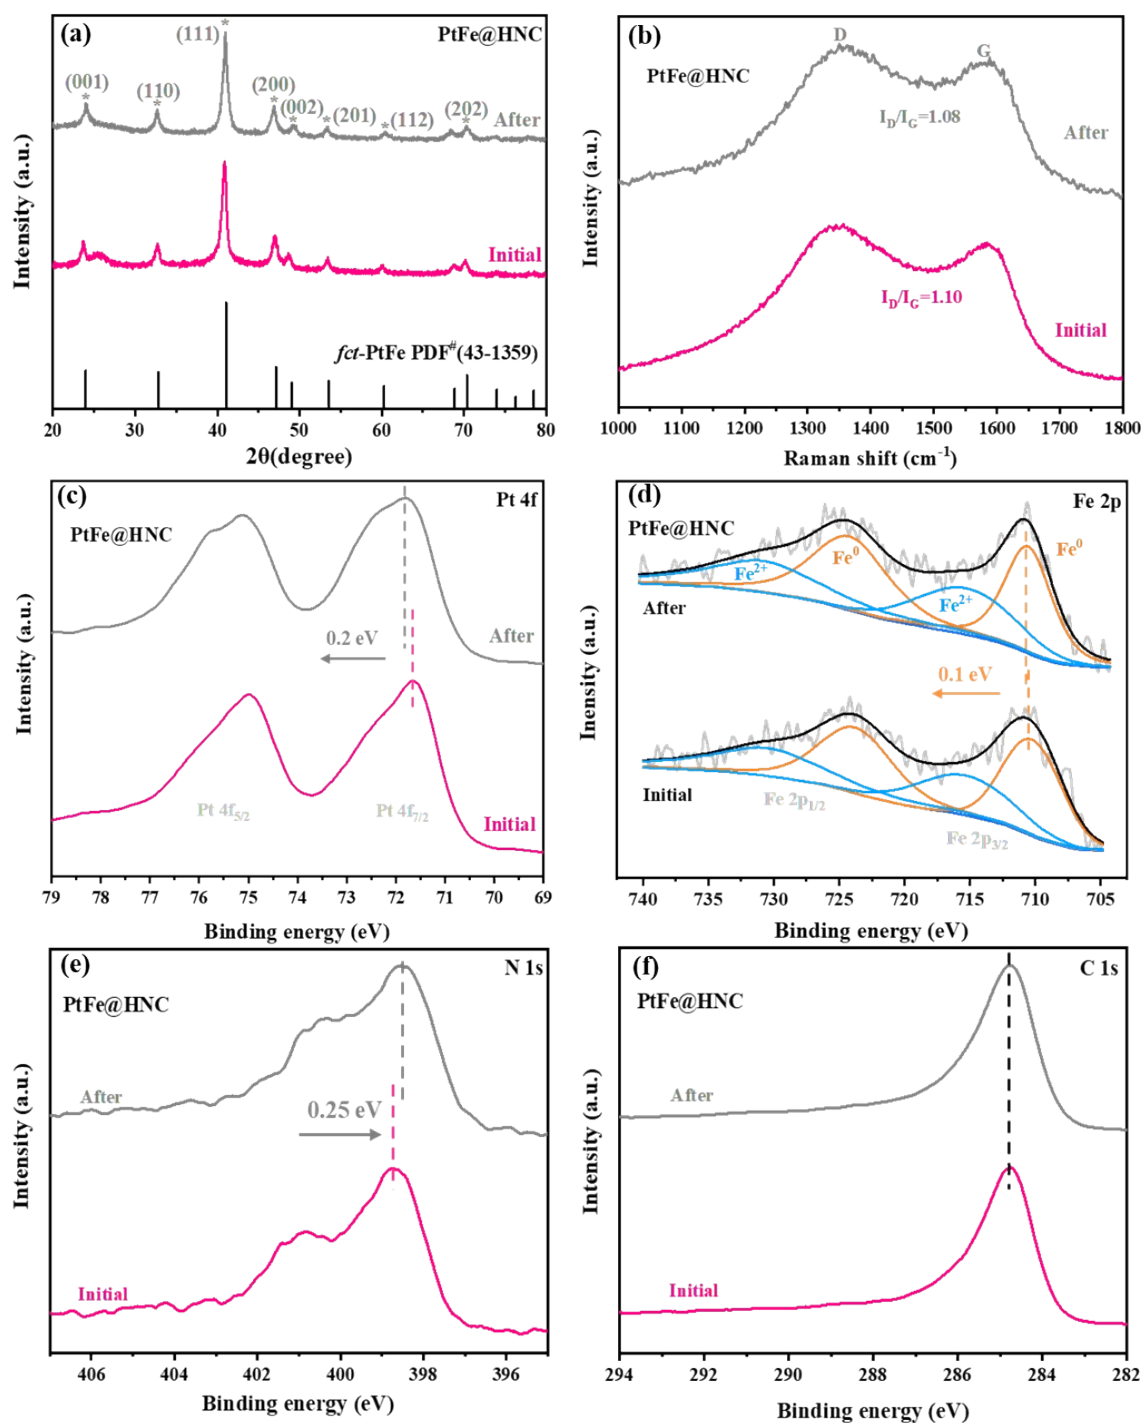 (a)
PtFe@HNC
(111)
(001)
(110)
(200)
(002)
(201)
(112)
(202)
After
Initial
fct-PtFe PDF#(43-1359)
Intensity (a.u.)
20 30 40 50 60 70 80
2θ(degree)
(b)
D
G
PtFe@HNC
I_D/I_G=1.08
After
I_D/I_G=1.10
Initial
Intensity (a.u.)
1000 1100 1200 1300 1400 1500 1600 1700 1800
Raman shift (cm⁻¹)
(c)
Pt 4f
PtFe@HNC
After
0.2 eV
Pt 4f5/2
Pt 4f7/2
Initial
Intensity (a.u.)
79 78 77 76 75 74 73 72 71 70 69
Binding energy (eV)
(d)
Fe 2p
PtFe@HNC
Fe⁰
Fe²⁺
Fe⁰
Fe²⁺
After
0.1 eV
Initial
Fe 2p1/2
Fe 2p3/2
Inensity (a.u.)
740 735 730 725 720 715 710 705
Binding energy (eV)
(e)
N 1s
PtFe@HNC
After
0.25 eV
Initial
Intensity (a.u.)
406 404 402 400 398 396
Binding energy (eV)
(f)
C 1s
PtFe@HNC
After
Initial
Intensity (a.u.)
294 292 290 288 286 284 282
Binding energy (eV)